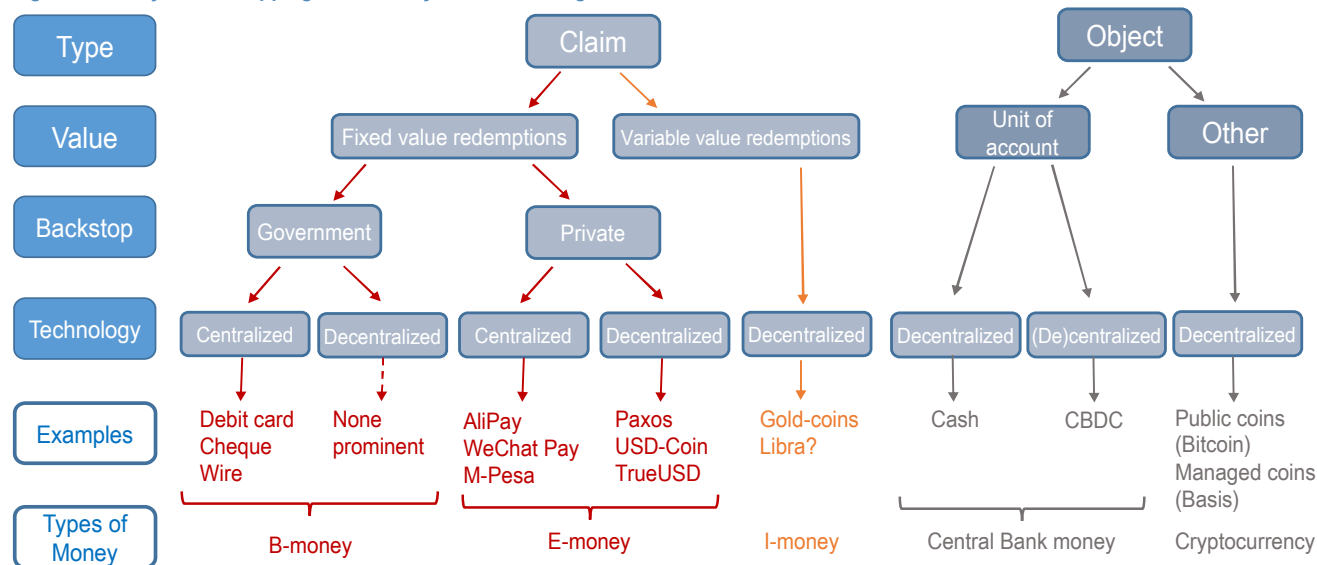 Type
Claim
Object
Value
Fixed value redemptions
Variable value redemptions
Unit of
account
Other
Backstop
Government
Private
Technology
Centralized
Decentralized
Centralized
Decentralized
Decentralized
Decentralized
(De)centralized
Decentralized
Examples
Debit card
Cheque
Wire
None
prominent
AliPay
WeChat Pay
M-Pesa
Paxos
USD-Coin
TrueUSD
Gold-coins
Libra?
Cash
CBDC
Public coins
(Bitcoin)
Managed coins
(Basis)
Types of
Money
B-money
E-money
I-money
Central Bank money
Cryptocurrency